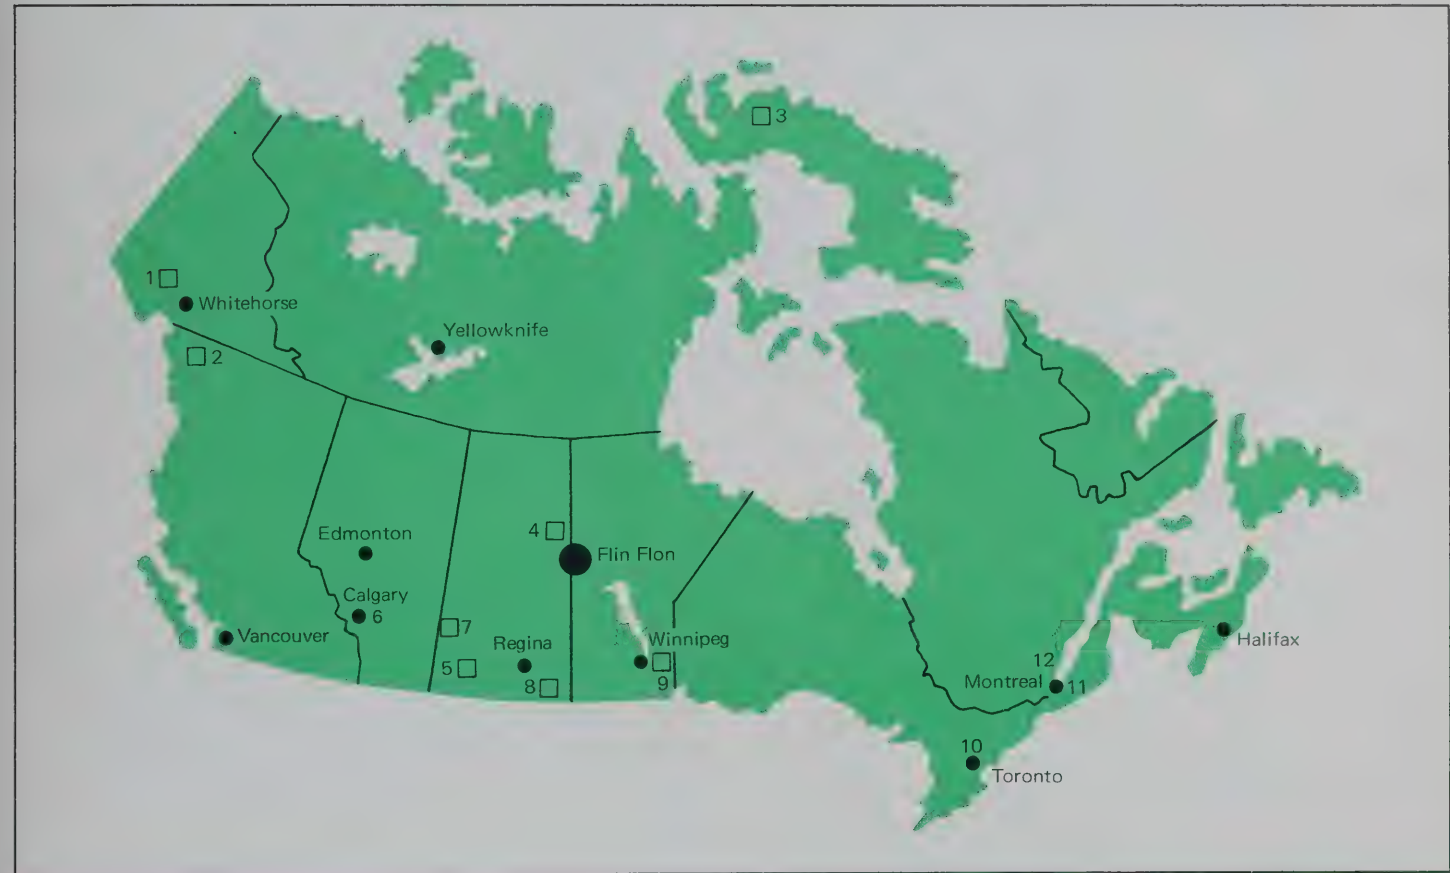 3
1
Whitehorse
Yellowknife
2
Edmonton
4
Flin Flon
Calgary
6
7
Vancouver
Regina
Winnipeg
5
8
9
Halifax
12
Montreal
11
10
Toronto